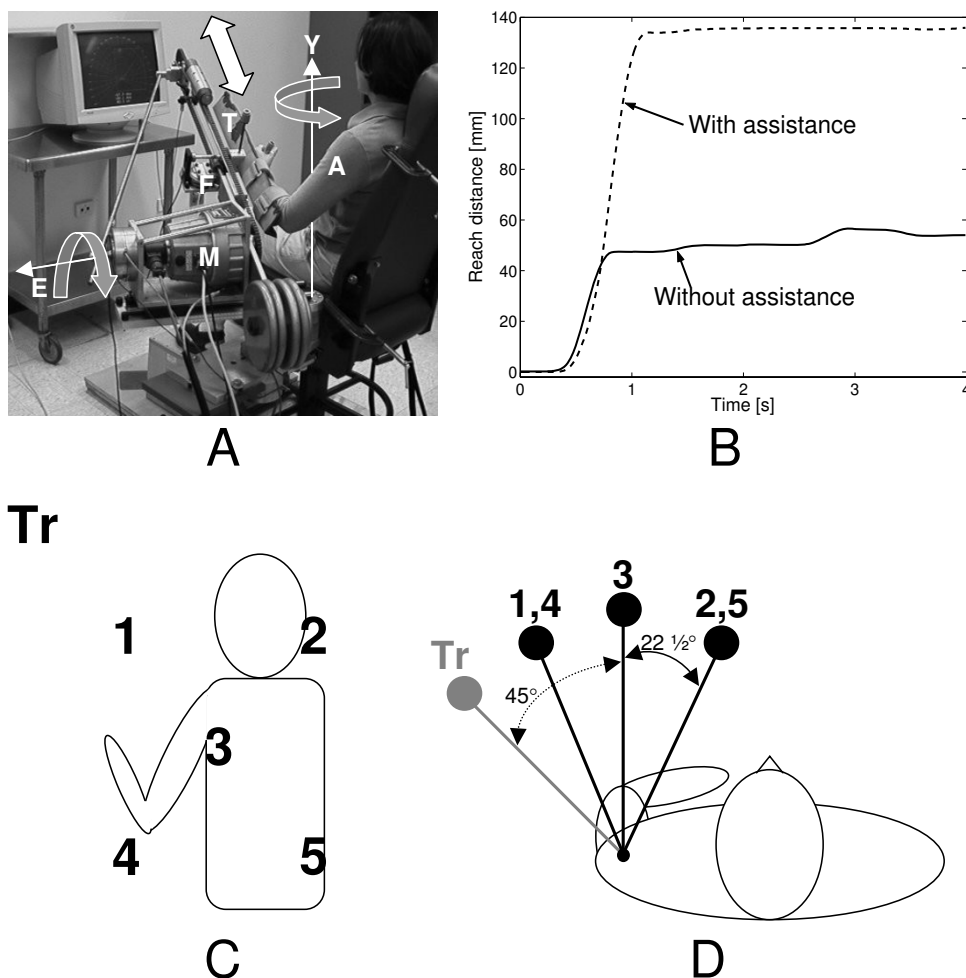 Y
T
A
F
M
E
A
140
120
100
80
60
40
20
0
Reach distance [mm]
With assistance
Without assistance
0 1 2 3 4
Time [s]
B
Tr
1 2
3
4 5
C
3
1,4 2,5
22 ½°
Tr
45°
D